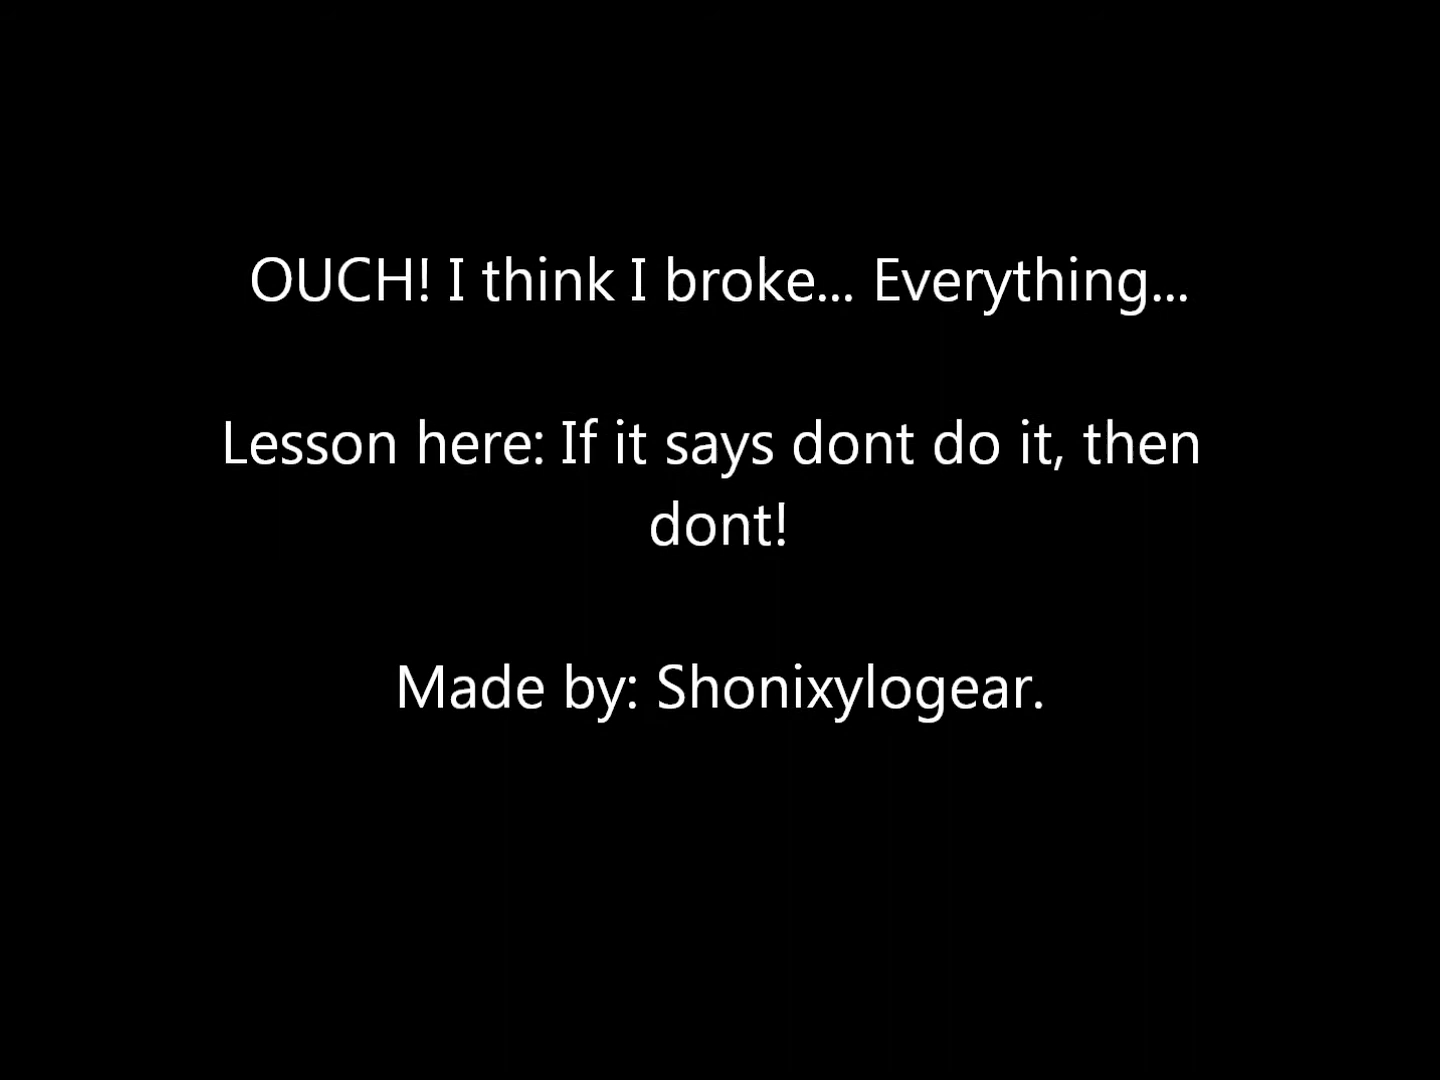 OUCH! I think I broke... Everything...
Lesson here: If it says dont do it, then
dont!
Made by: Shonixylogear.